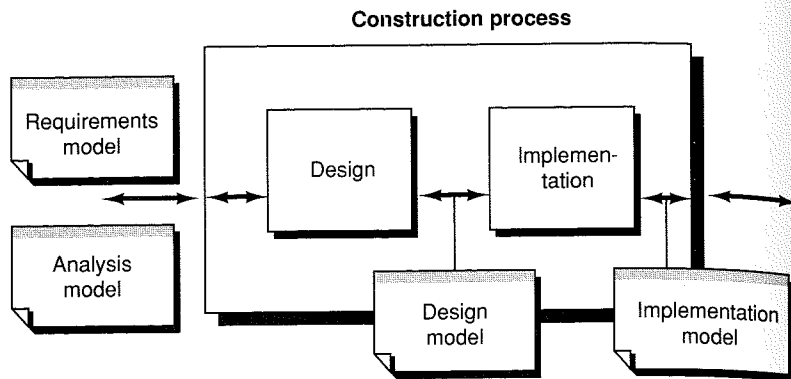 Construction process
Requirements
model
Design
Implemen-
tation
Analysis
model
Design
model
Implementation
model